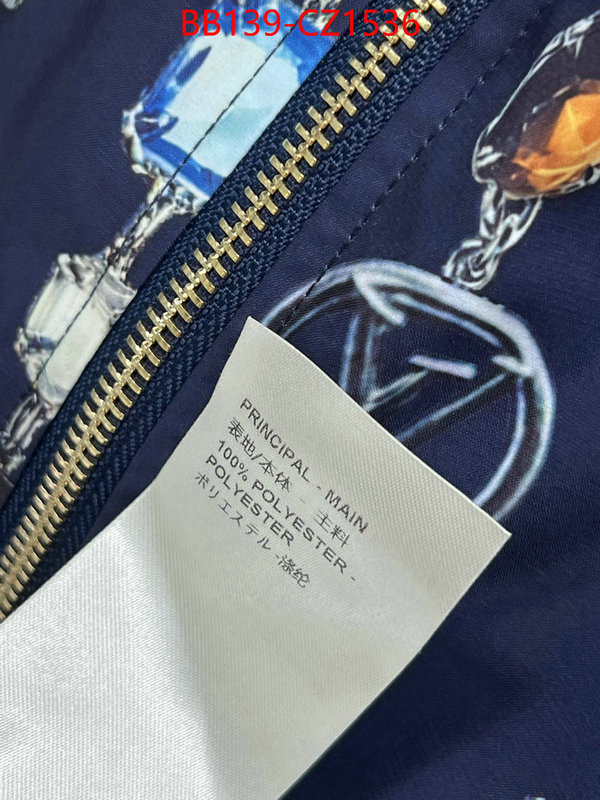 BB139-CZ1536
PRINCIPAL - MAIN
表地/本体 - 主料
100% POLYESTER -
POLYESTER
ポリエステル-涤纶